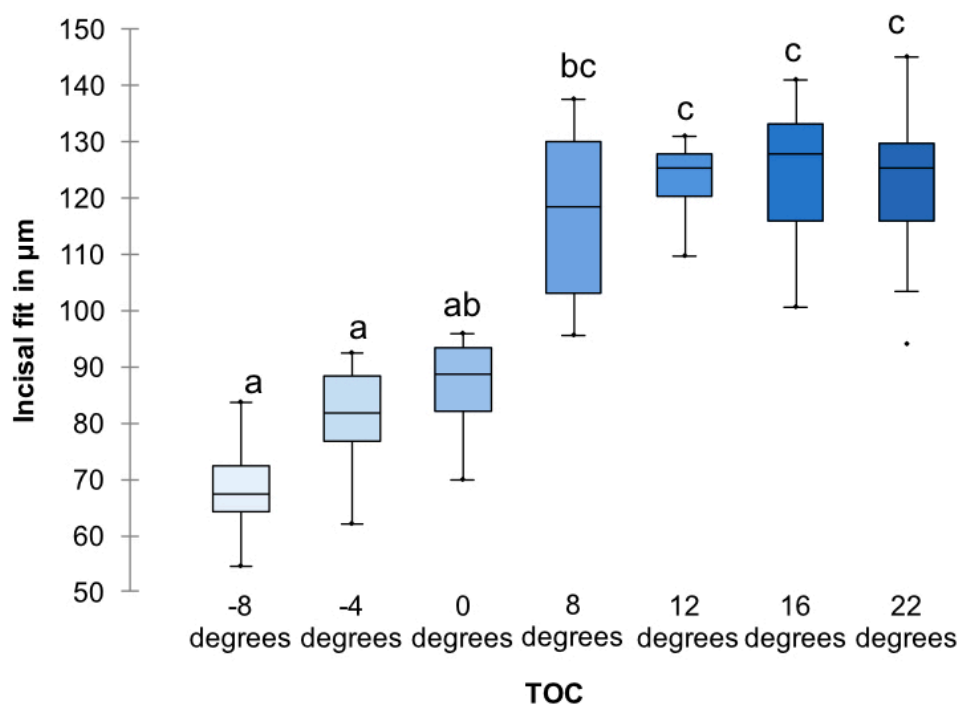 150
140
130
120
110
100
90
80
70
60
50
Incisal fit in µm
a
a
ab
bc
c
c
c
-8 degrees
-4 degrees
0 degrees
8 degrees
12 degrees
16 degrees
22 degrees
TOC